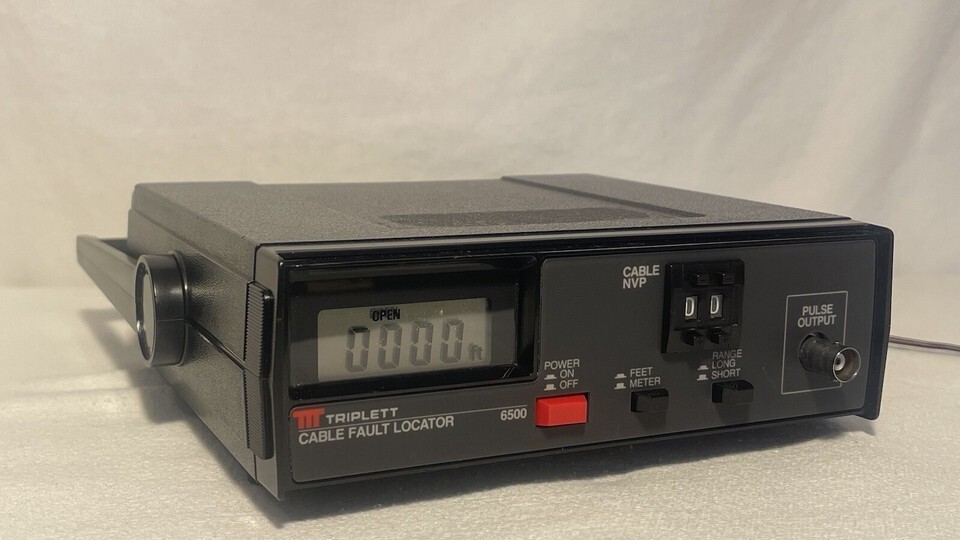 OPEN
0000 ft
TRIPLETT
CABLE FAULT LOCATOR
6500
POWER
ON
OFF
FEET
METER
CABLE
NVP
0 0
RANGE
LONG
SHORT
PULSE
OUTPUT